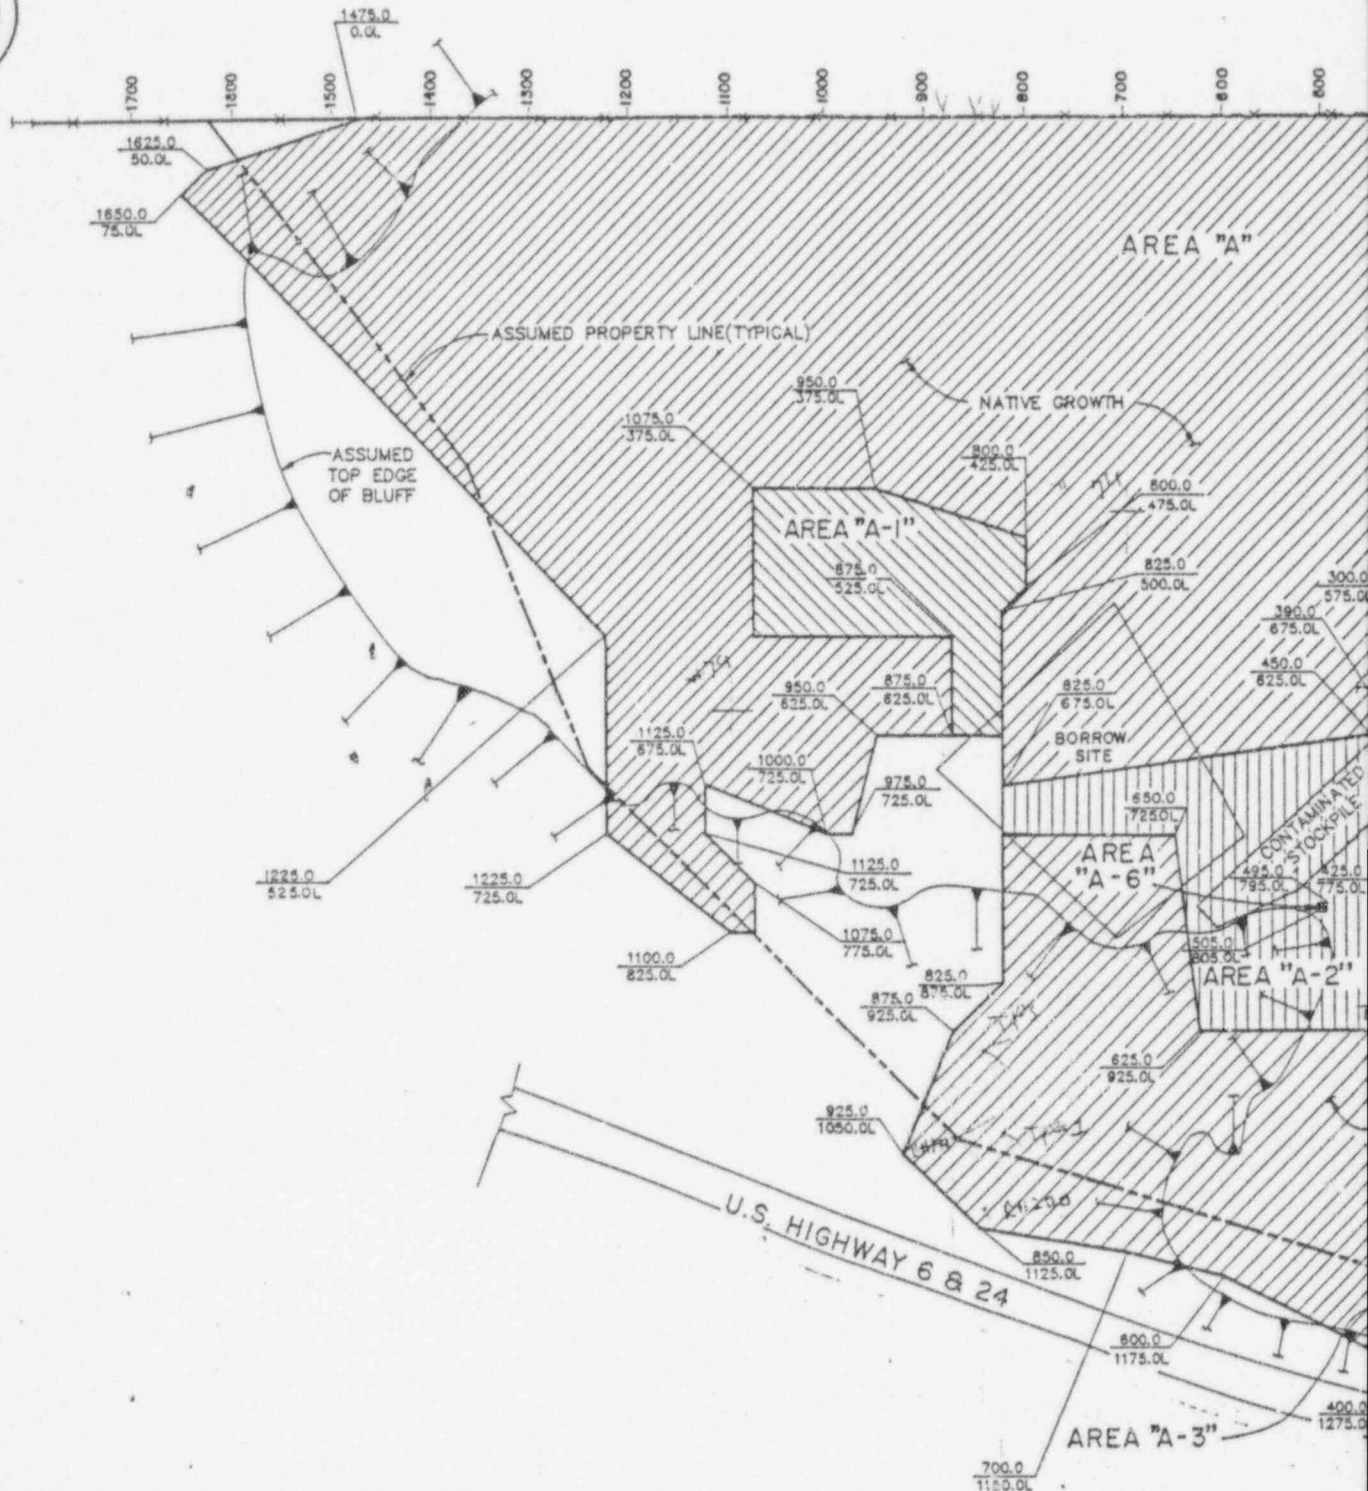 1475.0
0.0L
1700
1600
1500
1400
1300
1200
1100
1000
900
800
700
600
500
1625.0
50.0L
1650.0
75.0L
AREA "A"
ASSUMED PROPERTY LINE(TYPICAL)
950.0
375.0L
NATIVE GROWTH
1075.0
375.0L
ASSUMED
TOP EDGE
OF BLUFF
800.0
425.0L
800.0
475.0L
AREA "A-1"
875.0
525.0L
825.0
500.0L
300.0
575.0L
390.0
675.0L
450.0
625.0L
950.0
625.0L
875.0
625.0L
825.0
675.0L
BORROW
SITE
1125.0
675.0L
1000.0
725.0L
975.0
725.0L
650.0
725.0L
CONTAMINATED
STOCKPILE
AREA
"A-6"
1225.0
525.0L
1225.0
725.0L
1125.0
725.0L
495.0
795.0L
425.0
775.0L
1075.0
775.0L
505.0
805.0L
1100.0
825.0L
825.0
875.0L
AREA "A-2"
875.0
925.0L
625.0
925.0L
925.0
1050.0L
U.S. HIGHWAY 6 & 24
850.0
1125.0L
600.0
1175.0L
400.0
1275.0
AREA "A-3"
700.0
1150.0L